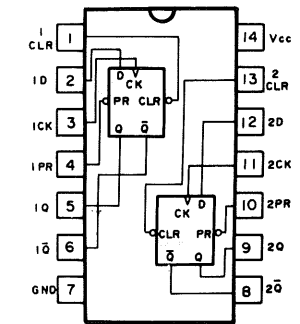 1 CLR 1 14 Vcc
1D 2 13 2 CLR
D CK
PR CLR
1CK 3 12 2D
Q Q̅
1PR 4 11 2CK
1Q 5 10 2PR
CK D
CLR PR
1Q̅ 6 9 2Q
Q̅ Q
GND 7 8 2Q̅